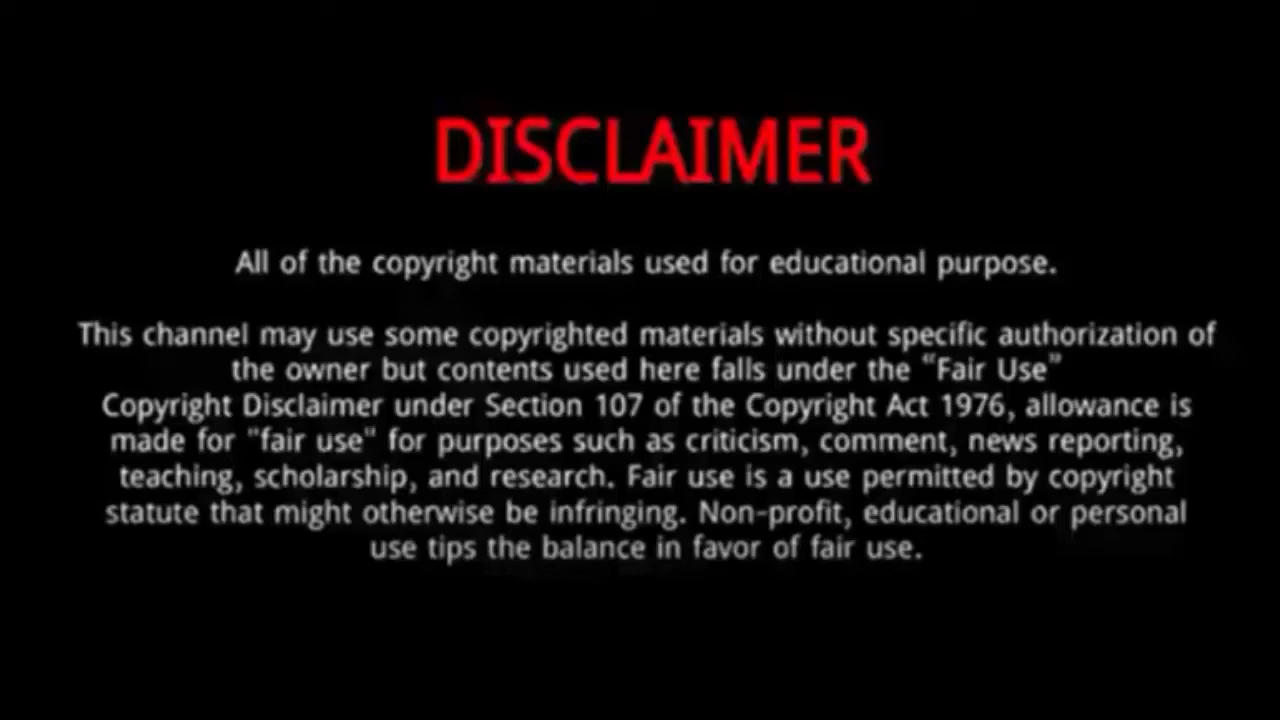 DISCLAIMER
All of the copyright materials used for educational purpose.
This channel may use some copyrighted materials without specific authorization of
the owner but contents used here falls under the “Fair Use”
Copyright Disclaimer under Section 107 of the Copyright Act 1976, allowance is
made for "fair use" for purposes such as criticism, comment, news reporting,
teaching, scholarship, and research. Fair use is a use permitted by copyright
statute that might otherwise be infringing. Non-profit, educational or personal
use tips the balance in favor of fair use.